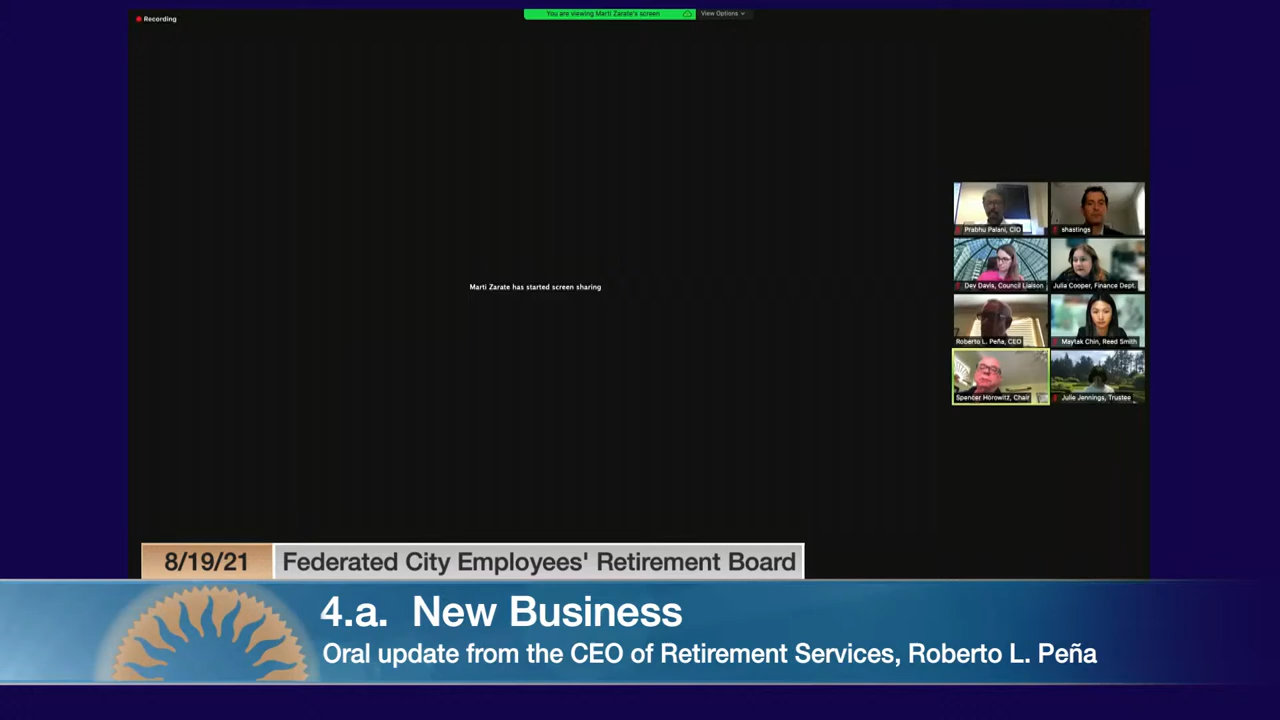 Recording
You are viewing Marti Zarate's screen
View Options
Marti Zarate has started screen sharing
Prabhu Palani, CIO
shastings
Dev Davis, Council Liaison
Julia Cooper, Finance Dept.
Roberto L. Peña, CEO
Maytak Chin, Reed Smith
Spencer Horowitz, Chair
Julie Jennings, Trustee
8/19/21
Federated City Employees' Retirement Board
4.a. New Business
Oral update from the CEO of Retirement Services, Roberto L. Peña